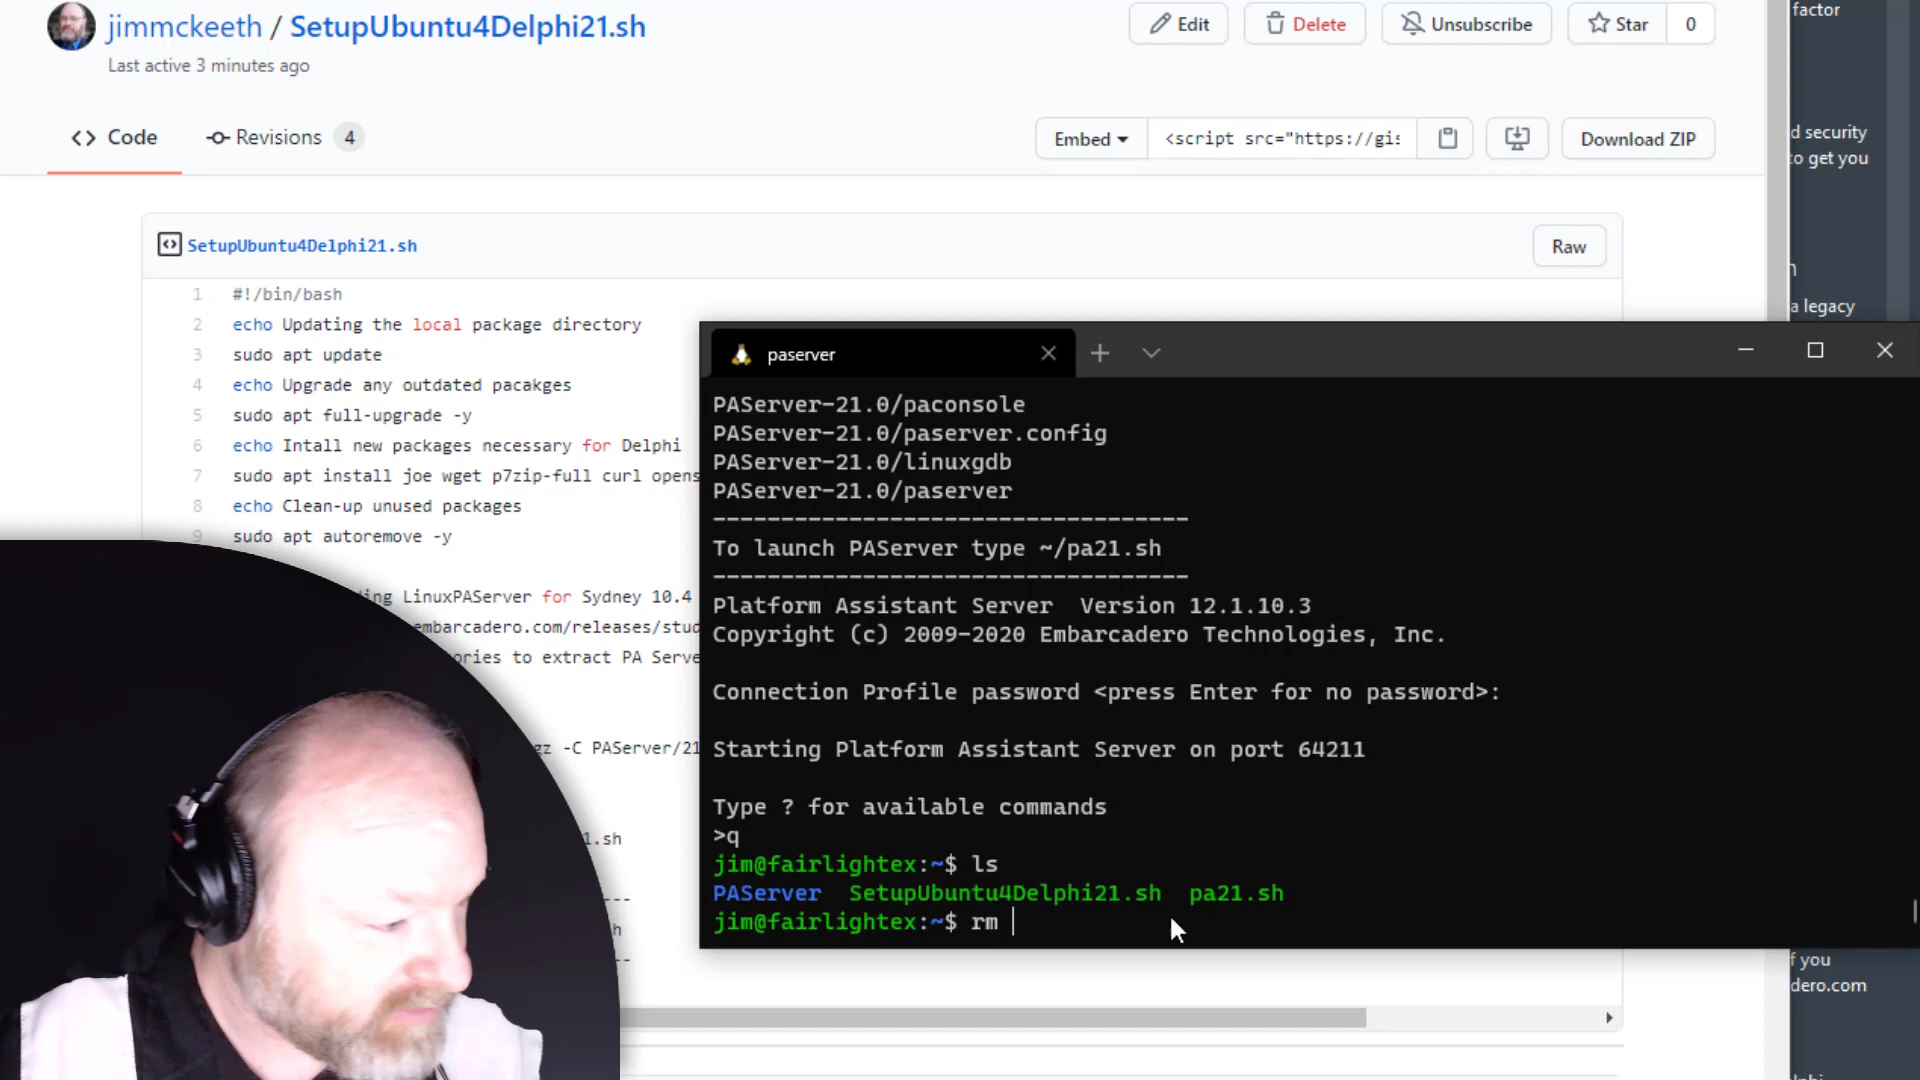 jimmckeeth / SetupUbuntu4Delphi21.sh
Last active 3 minutes ago
Edit
Delete
Unsubscribe
Star
0
factor
Code
Revisions 4
Embed
<script src="https://gis
Download ZIP
d security
to get you
a legacy
SetupUbuntu4Delphi21.sh
Raw
1 #!/bin/bash
2 echo Updating the local package directory
3 sudo apt update
4 echo Upgrade any outdated pacakges
5 sudo apt full-upgrade -y
6 echo Intall new packages necessary for Delphi
7 sudo apt install joe wget p7zip-full curl opens
8 echo Clean-up unused packages
9 sudo apt autoremove -y
ing LinuxPAServer for Sydney 10.4
embarcadero.com/releases/stud
ories to extract PA Serve
gz -C PAServer/21
1.sh
---
h
--
paserver
PAServer-21.0/paconsole
PAServer-21.0/paserver.config
PAServer-21.0/linuxgdb
PAServer-21.0/paserver
-----------------------------------
To launch PAServer type ~/pa21.sh
-----------------------------------
Platform Assistant Server  Version 12.1.10.3
Copyright (c) 2009-2020 Embarcadero Technologies, Inc.
Connection Profile password <press Enter for no password>:
Starting Platform Assistant Server on port 64211
Type ? for available commands
>q
jim@fairlightex:~$ ls
PAServer  SetupUbuntu4Delphi21.sh  pa21.sh
jim@fairlightex:~$ rm
f you
dero.com